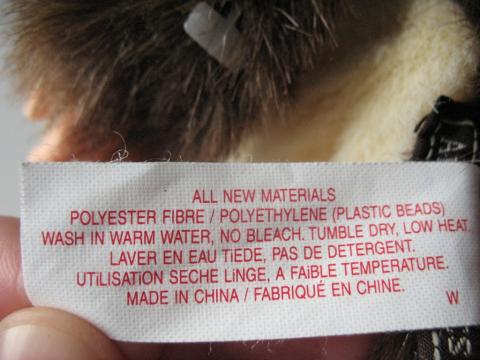 ALL NEW MATERIALS
POLYESTER FIBRE / POLYETHYLENE (PLASTIC BEADS)
WASH IN WARM WATER, NO BLEACH. TUMBLE DRY, LOW HEAT.
LAVER EN EAU TIEDE, PAS DE DETERGENT.
UTiLISATION SECHE LiNGE, A FAiBLE TEMPERATURE.
MADE IN CHINA / FABRIQUÉ EN CHINE.
W